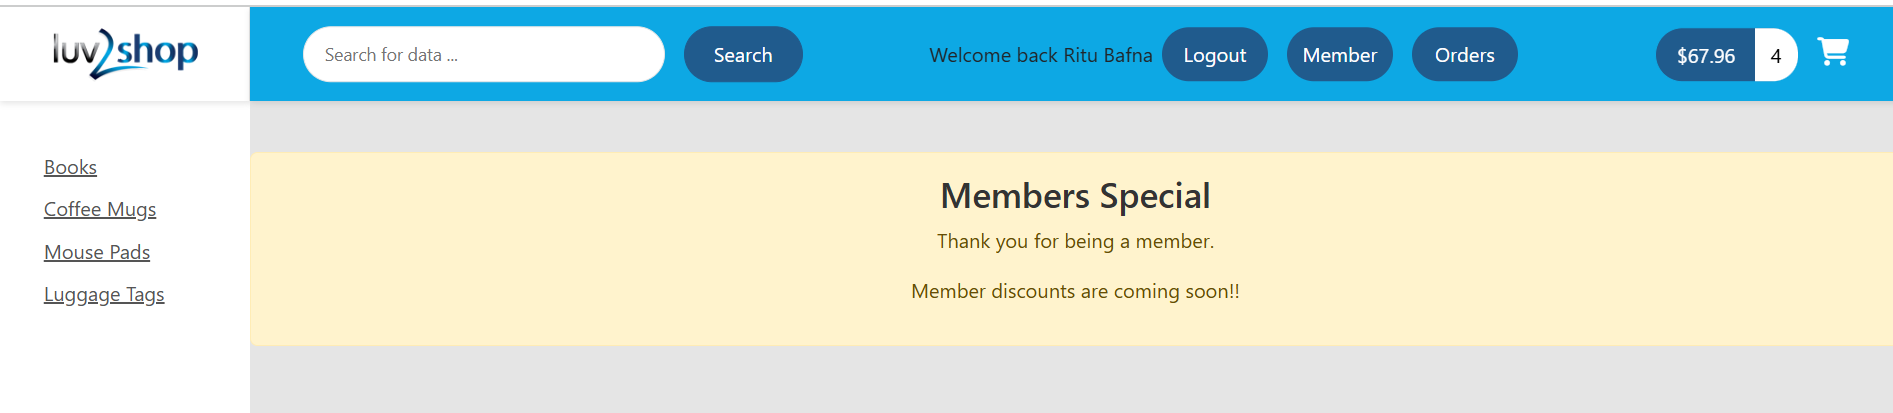 luv2shop
Search for data ...
Search
Welcome back Ritu Bafna
Logout
Member
Orders
$67.96
4
Books
Coffee Mugs
Mouse Pads
Luggage Tags
Members Special
Thank you for being a member.
Member discounts are coming soon!!